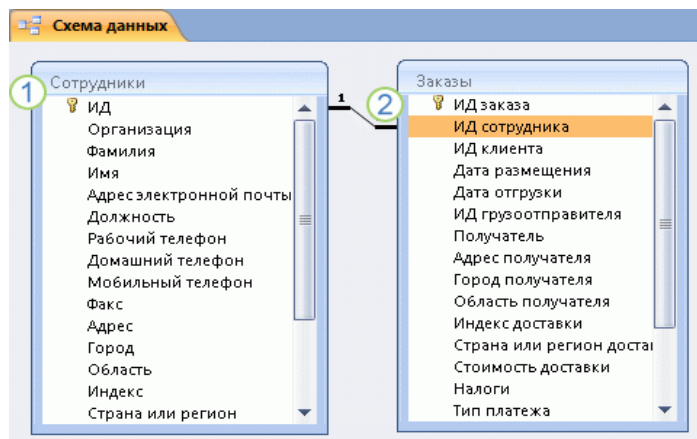 Схема данных
1
Сотрудники
ИД
Организация
Фамилия
Имя
Адрес электронной почты
Должность
Рабочий телефон
Домашний телефон
Мобильный телефон
Факс
Адрес
Город
Область
Индекс
Страна или регион
1
2
Заказы
ИД заказа
ИД сотрудника
ИД клиента
Дата размещения
Дата отгрузки
ИД грузоотправителя
Получатель
Адрес получателя
Город получателя
Область получателя
Индекс доставки
Страна или регион достав
Стоимость доставки
Налоги
Тип платежа